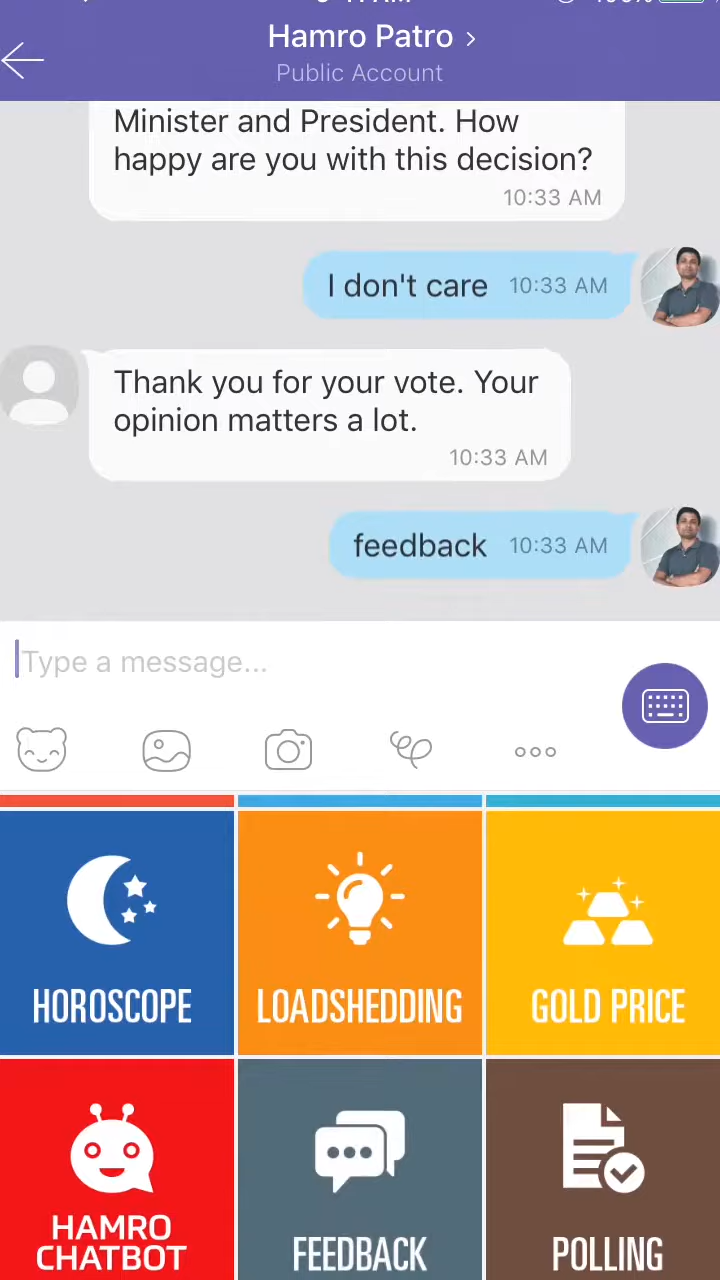 Hamro Patro >
Public Account
Minister and President. How
happy are you with this decision?
10:33 AM
I don't care 10:33 AM
Thank you for your vote. Your
opinion matters a lot.
10:33 AM
feedback 10:33 AM
Type a message...
HOROSCOPE
LOADSHEDDING
GOLD PRICE
HAMRO
CHATBOT
FEEDBACK
POLLING